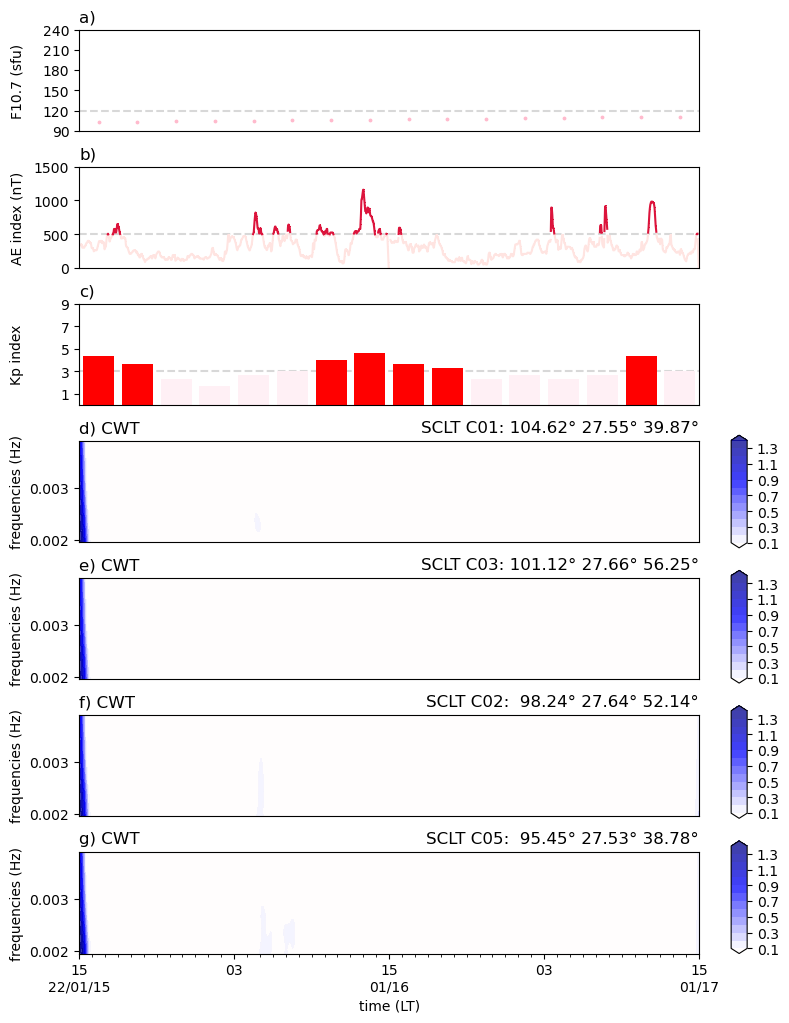 a)
F10.7 (sfu)
240
210
180
150
120
90
b)
AE index (nT)
1500
1000
500
0
c)
Kp index
9
7
5
3
1
d) CWT
SCLT C01: 104.62° 27.55° 39.87°
frequencies (Hz)
0.003
0.002
1.3
1.1
0.9
0.7
0.5
0.3
0.1
e) CWT
SCLT C03: 101.12° 27.66° 56.25°
frequencies (Hz)
0.003
0.002
1.3
1.1
0.9
0.7
0.5
0.3
0.1
f) CWT
SCLT C02:  98.24° 27.64° 52.14°
frequencies (Hz)
0.003
0.002
1.3
1.1
0.9
0.7
0.5
0.3
0.1
g) CWT
SCLT C05:  95.45° 27.53° 38.78°
frequencies (Hz)
0.003
0.002
1.3
1.1
0.9
0.7
0.5
0.3
0.1
15 03 15 03 15
22/01/15 01/16 01/17
time (LT)